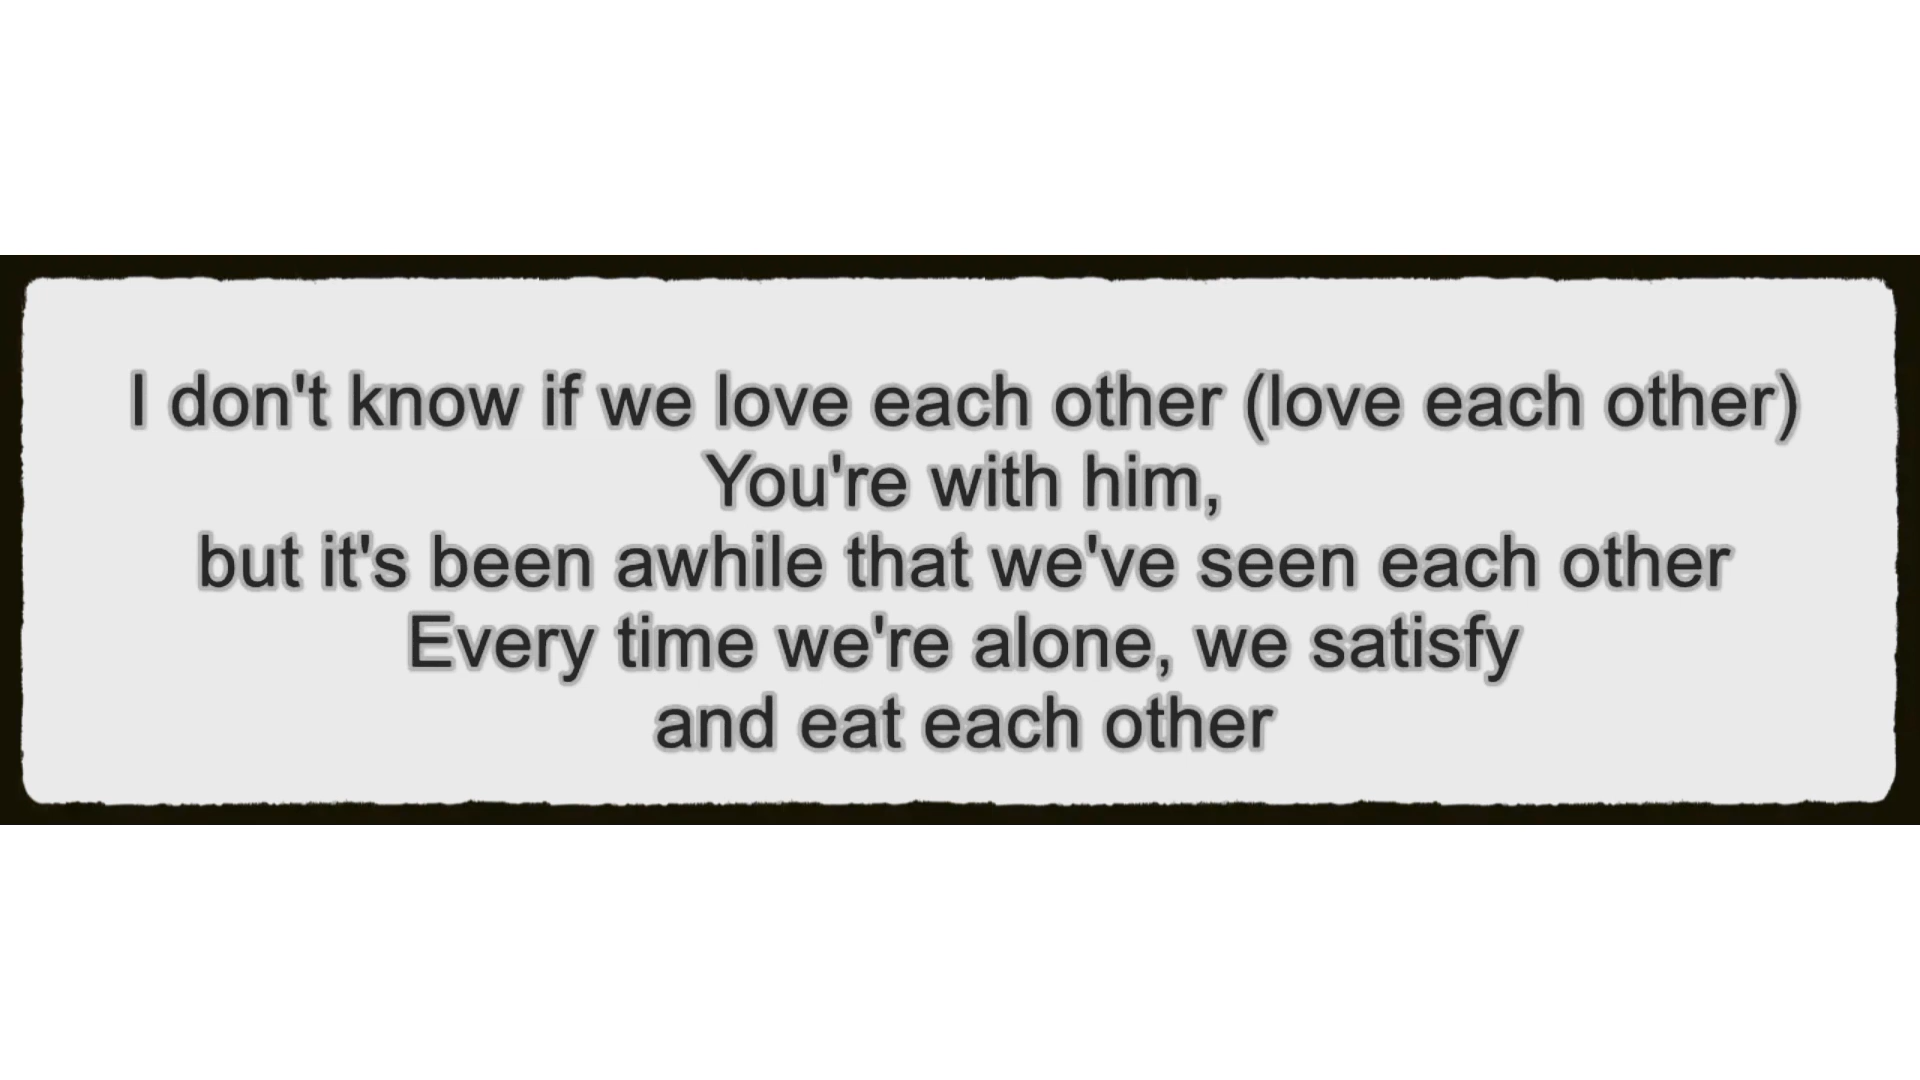 I don't know if we love each other (love each other)
You're with him,
but it's been awhile that we've seen each other
Every time we're alone, we satisfy
and eat each other